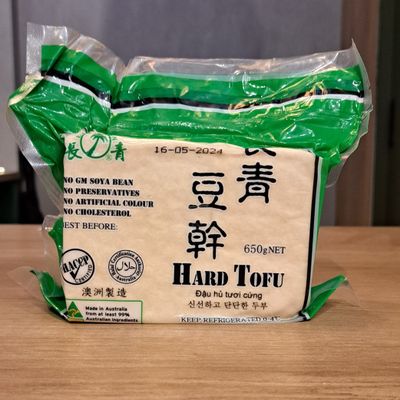 長 青
16-05-2024
長青
豆幹
NO GM SOYA BEAN
NO PRESERVATIVES
NO ARTIFICIAL COLOUR
NO CHOLESTEROL
BEST BEFORE:
650g NET
HARD TOFU
Đậu hủ tươi cứng
신선하고 단단한 두부
HACCP
澳洲製造
Made in Australia
from at least 99%
Australian ingredients
KEEP REFRIGERATED 0-4°C